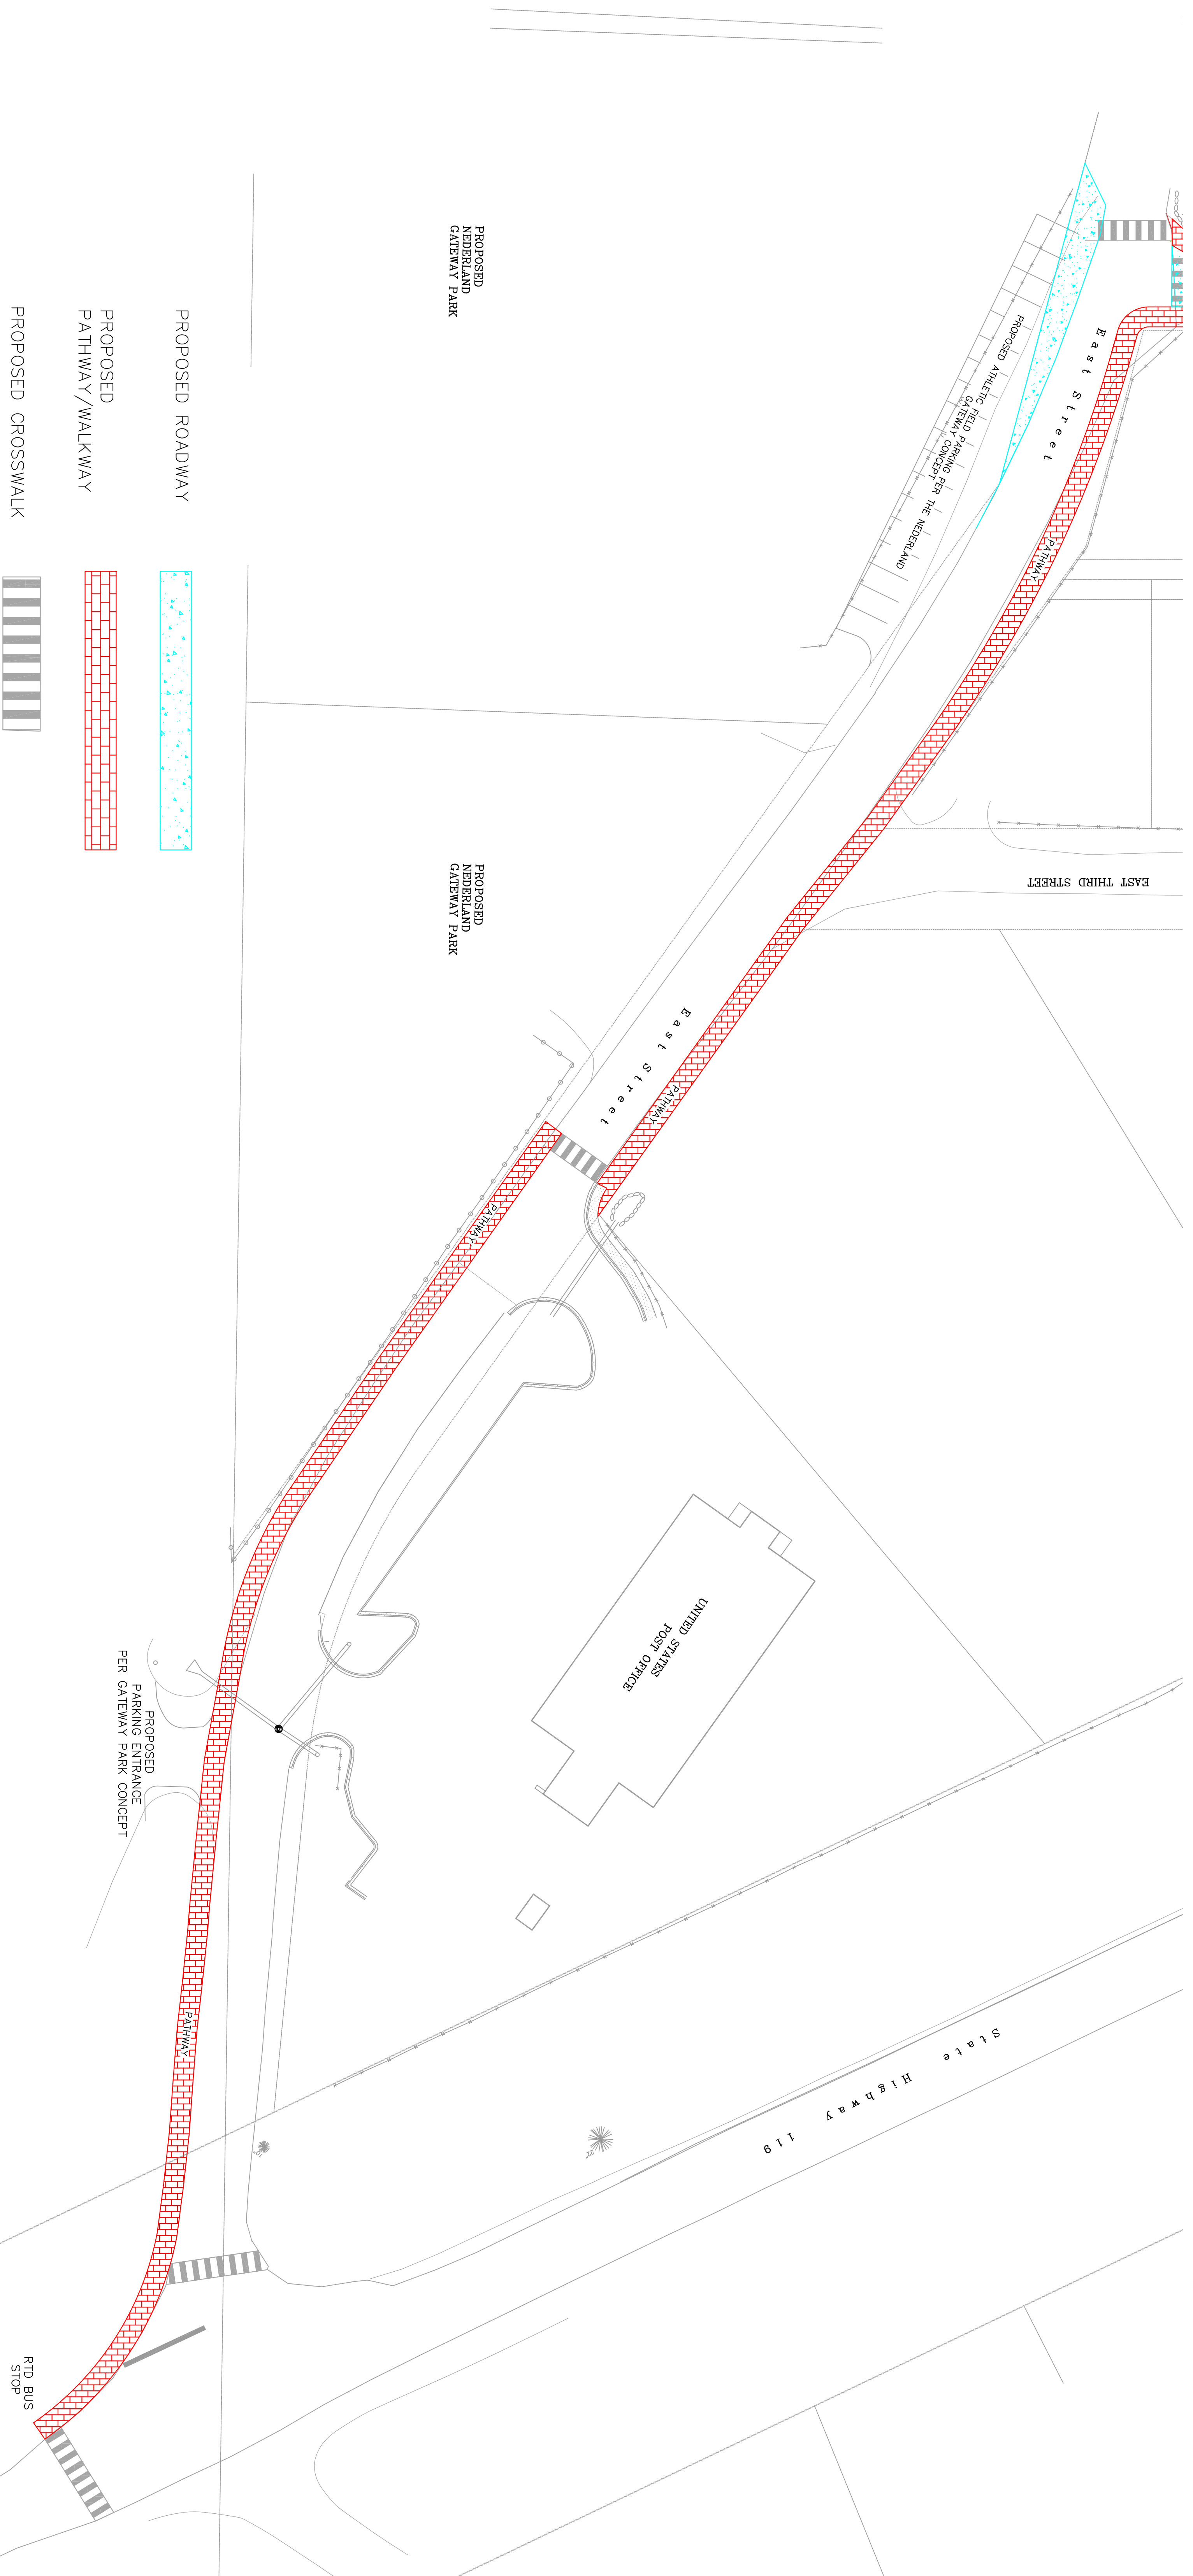 PROPOSED
NEDERLAND
GATEWAY PARK
PROPOSED ROADWAY
PROPOSED
PATHWAY/WALKWAY
PROPOSED CROSSWALK
East Street
PROPOSED ATHLETIC FIELD PARKING PER THE NEDERLAND
GATEWAY CONCEPT
PATHWAY
EAST THIRD STREET
PROPOSED
NEDERLAND
GATEWAY PARK
East Street
PATHWAY
PATHWAY
UNITED STATES
POST OFFICE
PROPOSED
PARKING ENTRANCE
PER GATEWAY PARK CONCEPT
PATHWAY
State Highway 119
RTD BUS
STOP